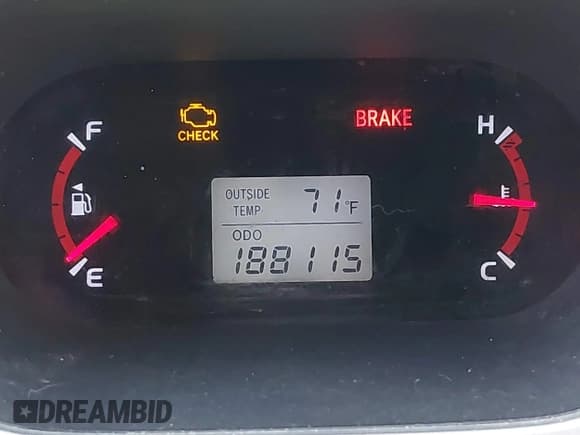 F
CHECK
BRAKE
H
OUTSIDE
TEMP 71°F
ODO
188115
E
C
DREAMBID